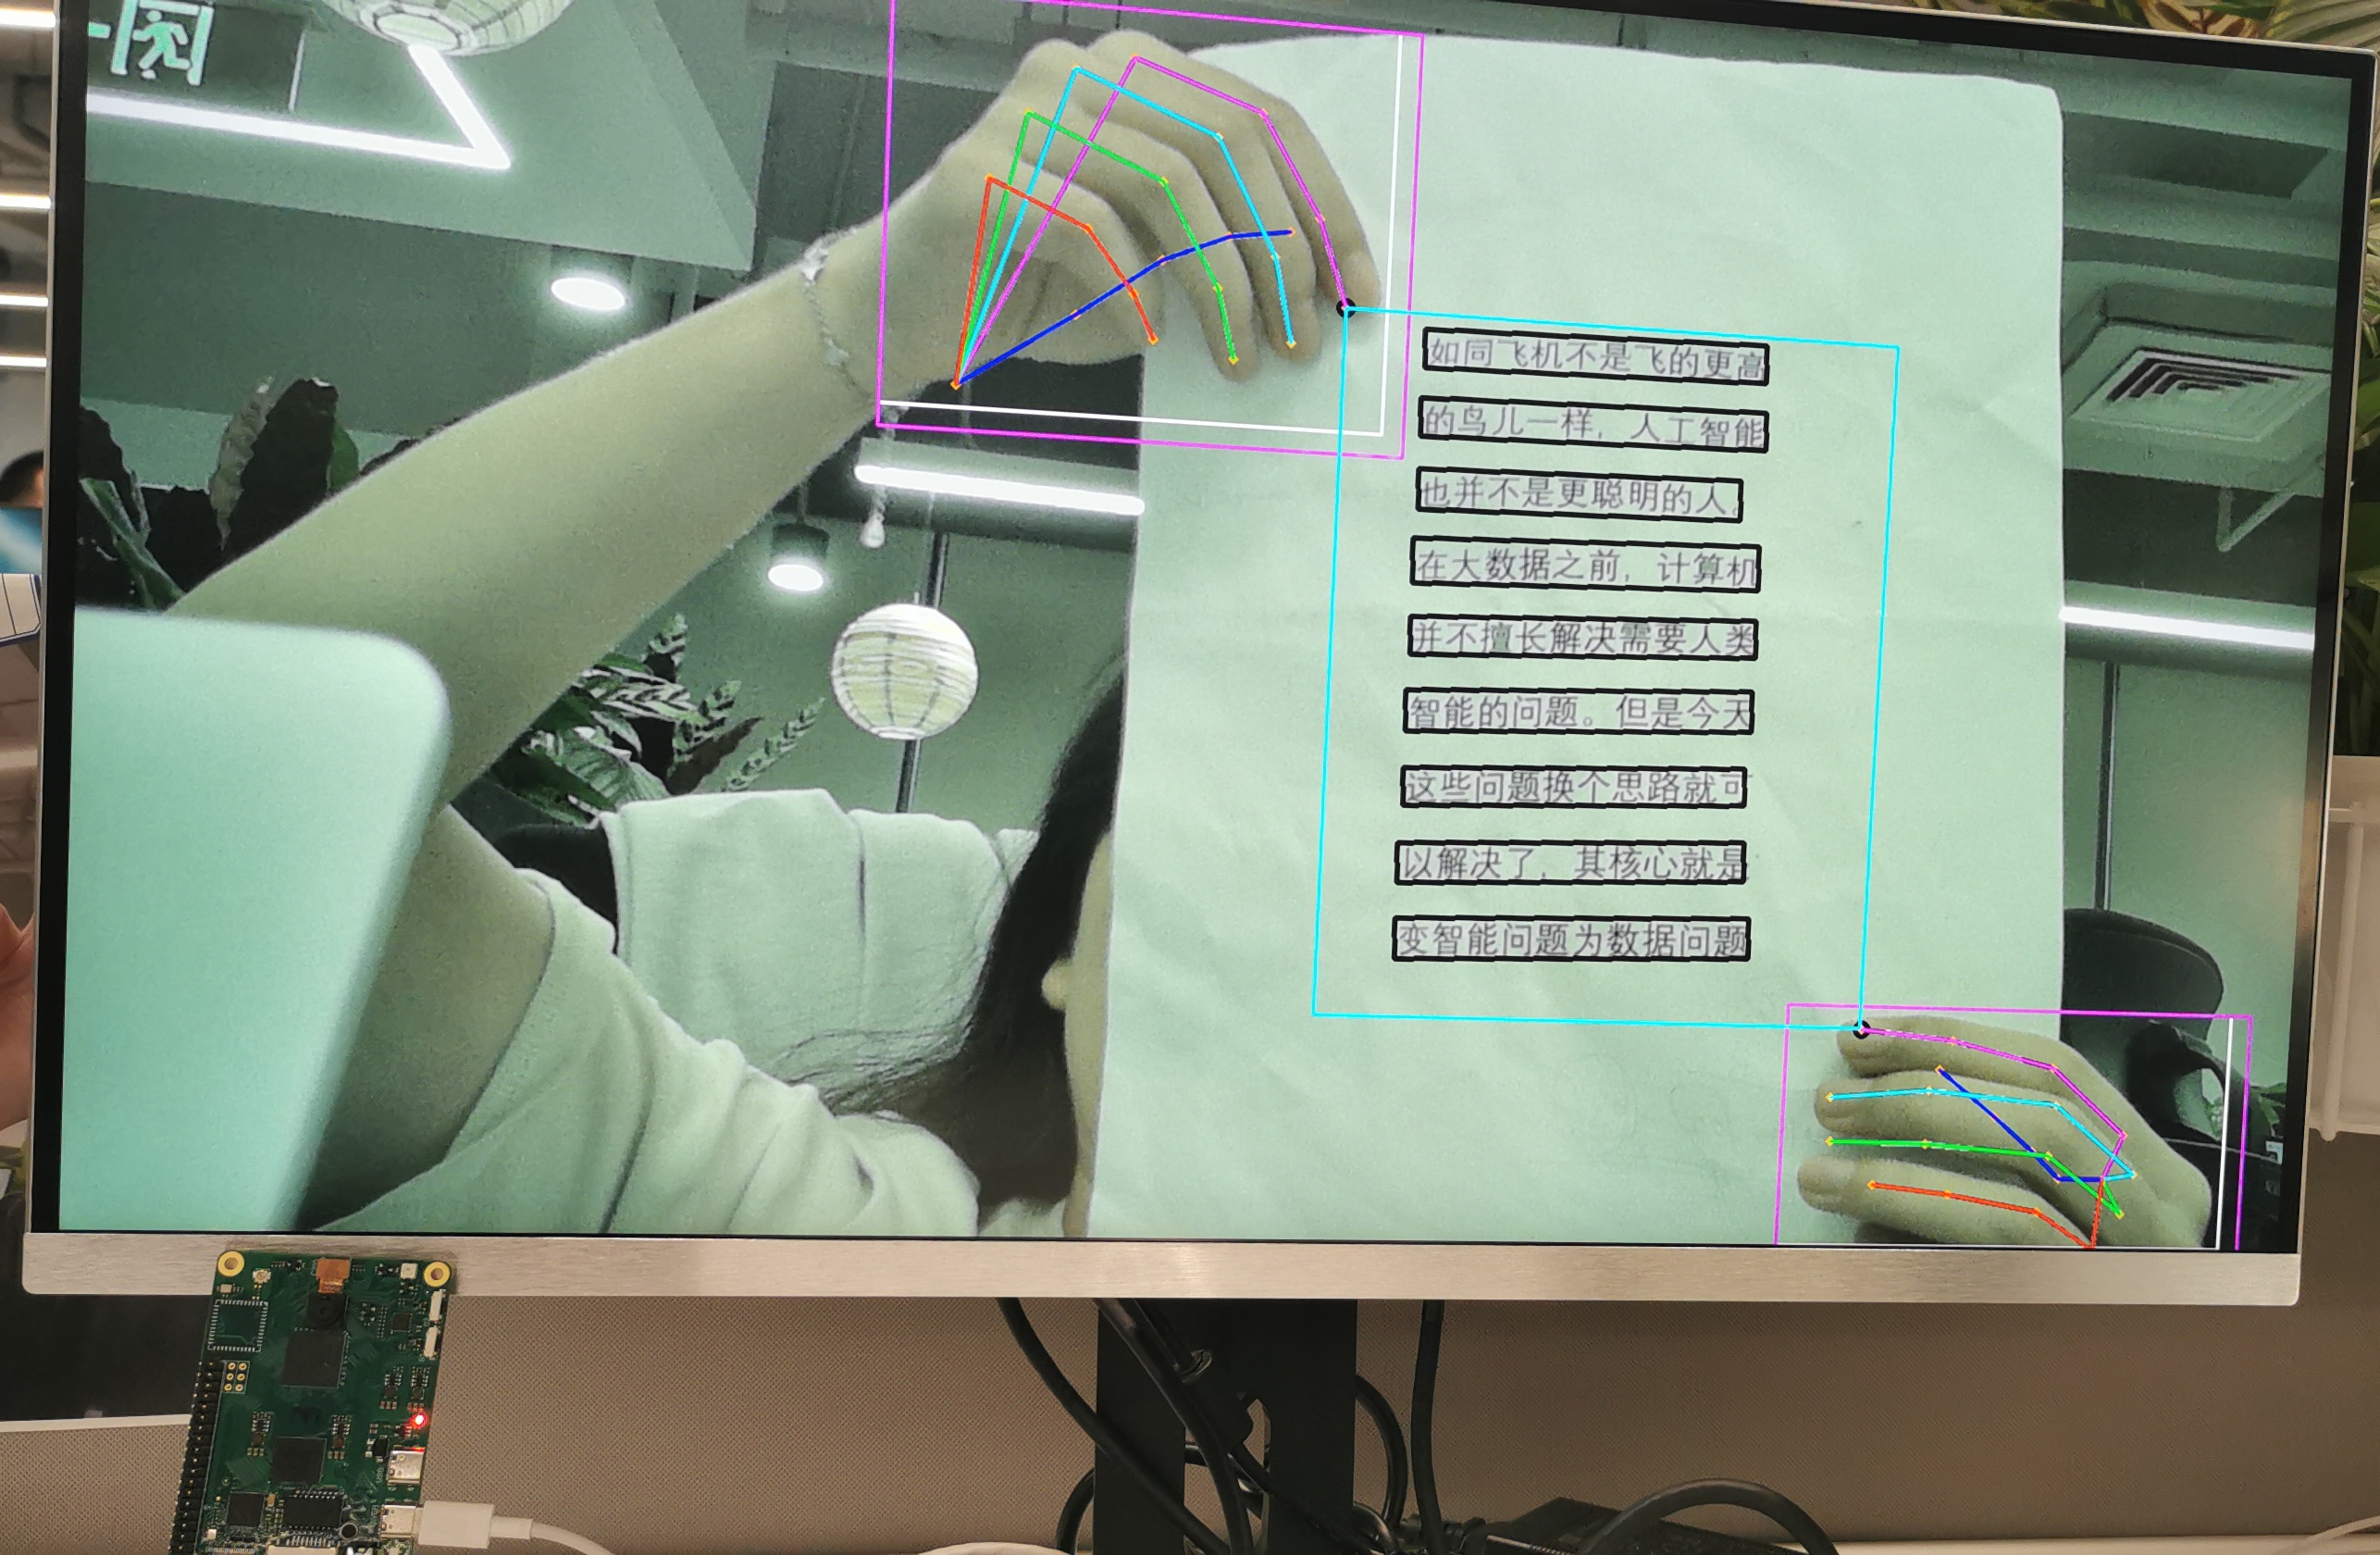 如同飞机不是飞的更高
的鸟儿一样，人工智能
也并不是更聪明的人。
在大数据之前，计算机
并不擅长解决需要人类
智能的问题。但是今天
这些问题换个思路就可
以解决了，其核心就是
变智能问题为数据问题